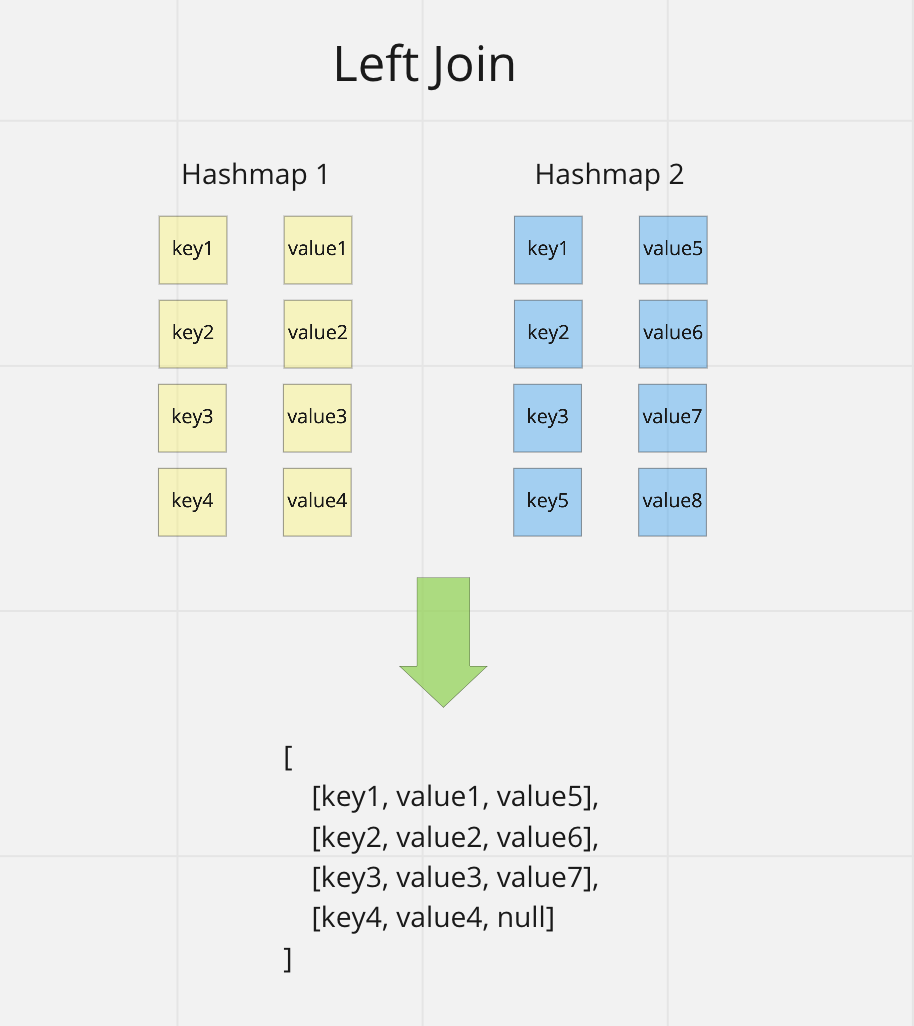 Left Join
Hashmap 1
Hashmap 2
key1 value1 key1 value5
key2 value2 key2 value6
key3 value3 key3 value7
key4 value4 key5 value8
[
[key1, value1, value5],
[key2, value2, value6],
[key3, value3, value7],
[key4, value4, null]
]